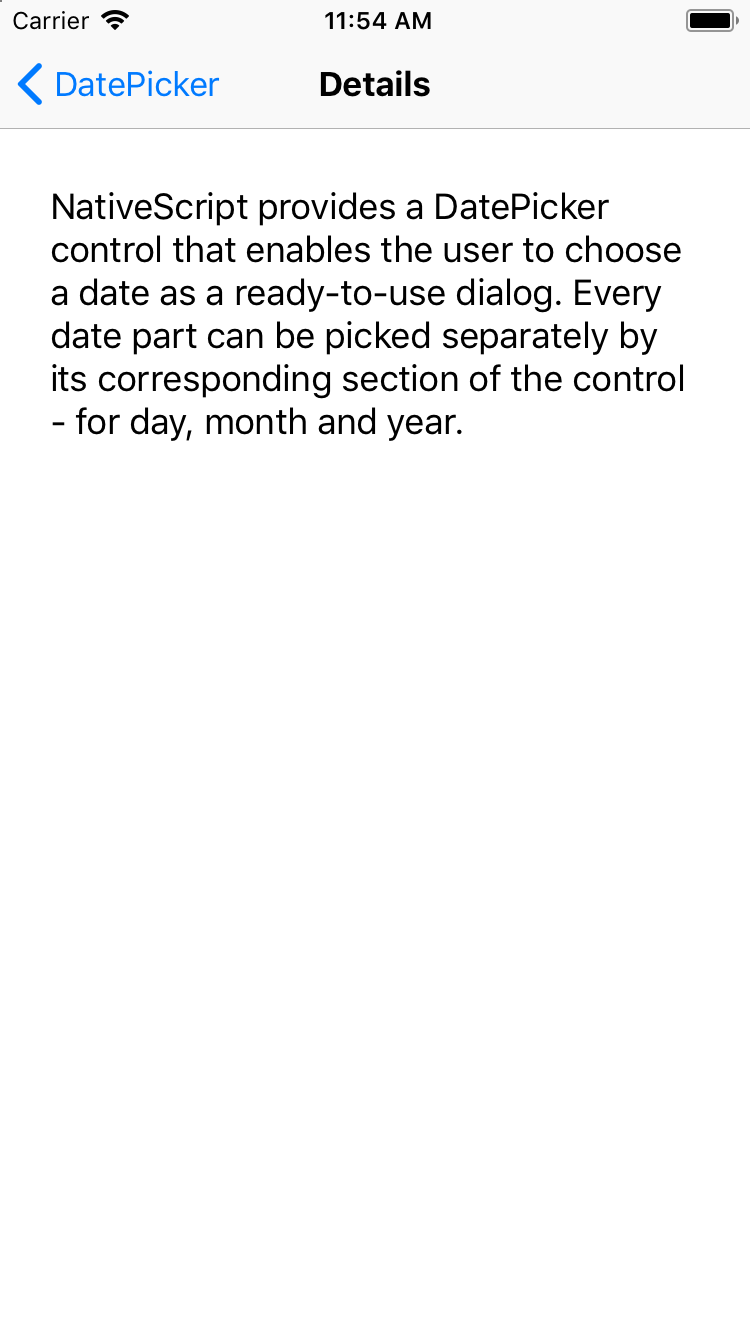 Carrier 11:54 AM
DatePicker Details
NativeScript provides a DatePicker
control that enables the user to choose
a date as a ready-to-use dialog. Every
date part can be picked separately by
its corresponding section of the control
- for day, month and year.